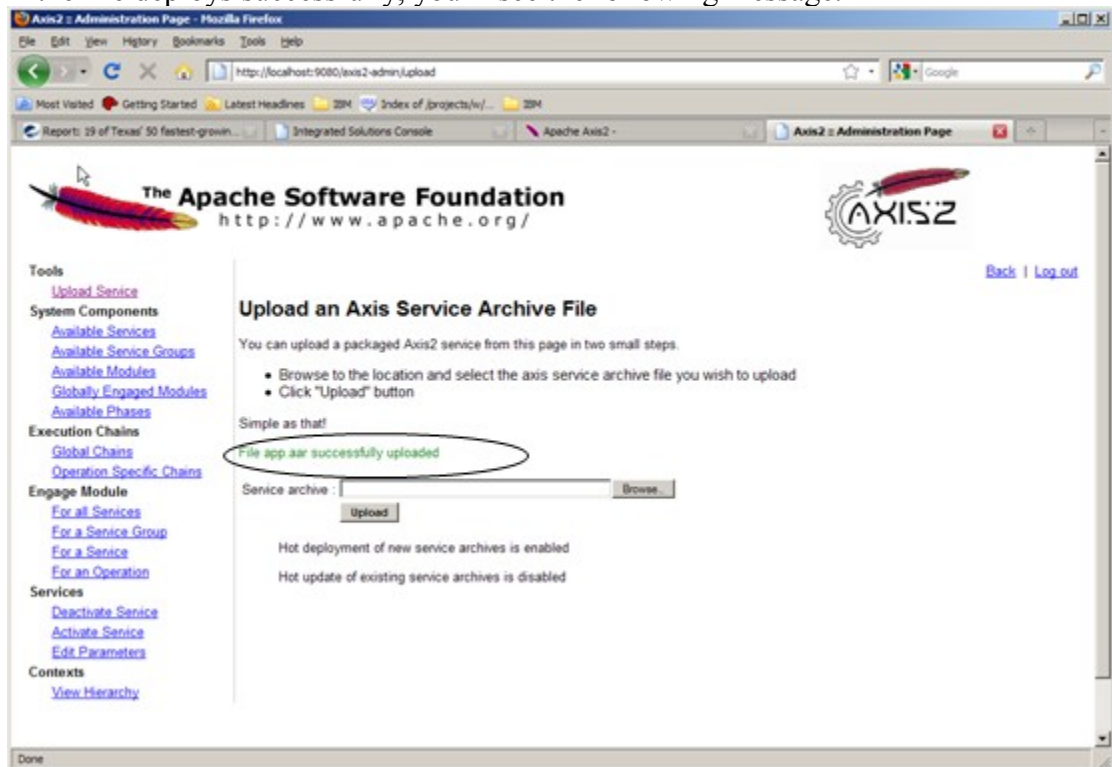 Axis2 :: Administration Page - Mozilla Firefox
File Edit View History Bookmarks Tools Help
http://localhost:9080/axis2-admin/upload
Google
Most Visited Getting Started Latest Headlines IBM Index of /projects/w/... IBM
Report: 19 of Texas' 50 fastest-growin... Integrated Solutions Console Apache Axis2 - Axis2 :: Administration Page
The Apache Software Foundation
http://www.apache.org/
AXIS2
Back | Log out
Tools
Upload Service
System Components
Available Services
Available Service Groups
Available Modules
Globally Engaged Modules
Available Phases
Execution Chains
Global Chains
Operation Specific Chains
Engage Module
For all Services
For a Service Group
For a Service
For an Operation
Services
Deactivate Service
Activate Service
Edit Parameters
Contexts
View Hierarchy
Upload an Axis Service Archive File
You can upload a packaged Axis2 service from this page in two small steps.
• Browse to the location and select the axis service archive file you wish to upload
• Click "Upload" button
Simple as that!
File app.aar successfully uploaded
Service archive : Browse...
Upload
Hot deployment of new service archives is enabled
Hot update of existing service archives is disabled
Done